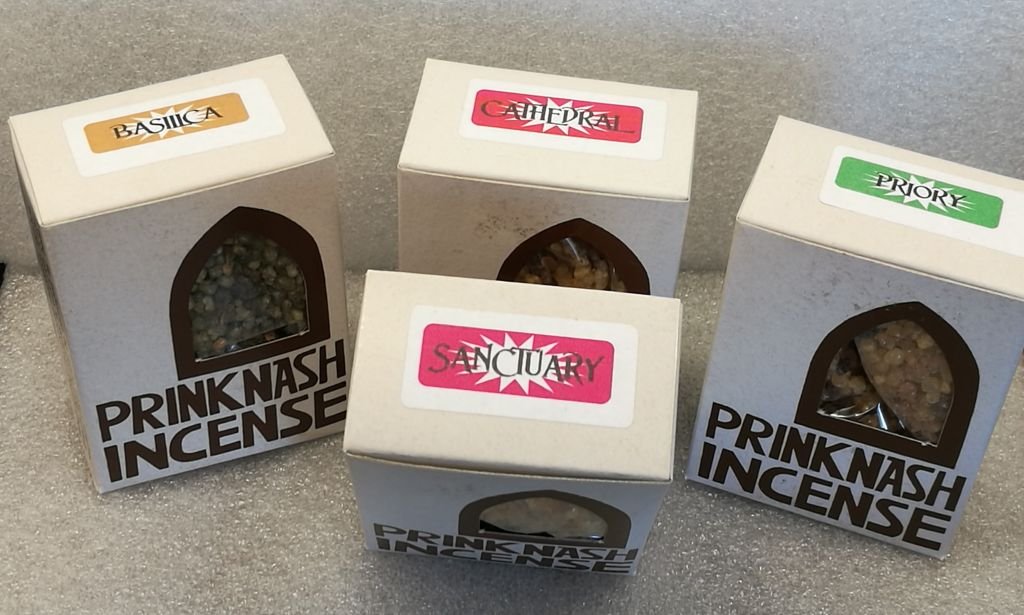 BASILICA
PRINKNASH
INCENSE
CATHEDRAL
SANCTUARY
PRINKNASH
INCENSE
PRIORY
PRINKNASH
INCENSE